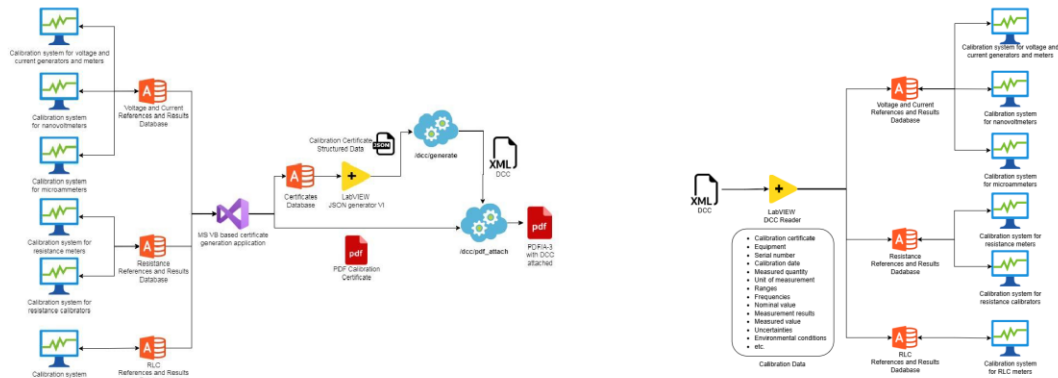 Calibration system for voltage and
current generators and meters
Calibration system
for nanovoltmeters
Calibration system
for microammeters
Calibration system for
resistance meters
Calibration system for
resistance calibrators
Calibration system
A
Voltage and Current
References and Results
Database
A
Resistance
References and Results
Database
A
RLC
References and Results
MS VB based certificate
generation application
A
Certificates
Database
LabVIEW
JSON generator VI
Calibration Certificate
Structured Data
JSON
/dcc/generate
XML
DCC
pdf
PDF Calibration
Certificate
/dcc/pdf_attach
pdf
PDF/A-3
with DCC
attached
XML
DCC
LabVIEW
DCC Reader
• Calibration certificate
• Equipment
• Serial number
• Calibration date
• Measured quantity
• Unit of measurement
• Ranges
• Frequencies
• Nominal value
• Measurement results
• Measured value
• Uncertainties
• Environmental conditions
• etc.
Callibration Data
A
Voltage and Current
References and Results
Dadabase
A
Resistance
References and Results
Database
A
RLC
References and Results
Database
Calibration system for voltage and
current generators and meters
Calibration system
for nanovoltmeters
Calibration system
for microammeters
Calibration system for
resistance meters
Calibration system for
resistance calibrators
Calibration system
for RLC meters